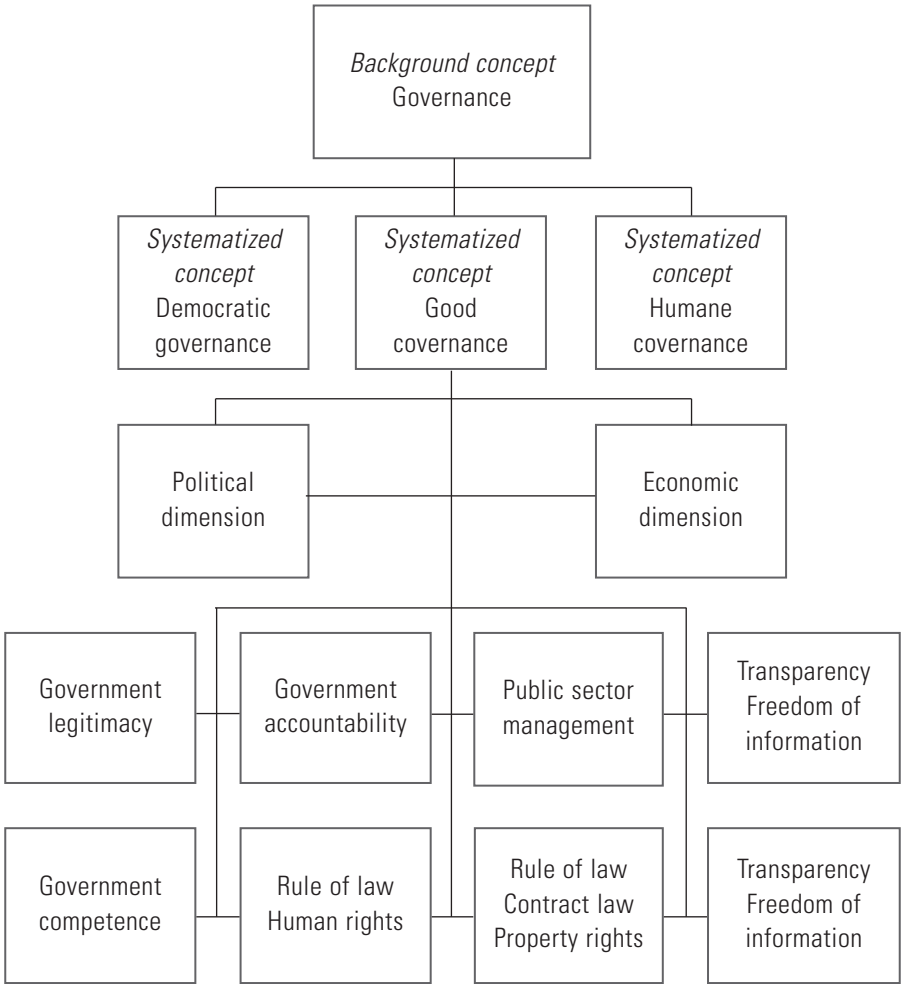 Background concept
Governance
Systematized
concept
Democratic
governance
Systematized
concept
Good
covernance
Systematized
concept
Humane
covernance
Political
dimension
Economic
dimension
Government
legitimacy
Government
accountability
Public sector
management
Transparency
Freedom of
information
Government
competence
Rule of law
Human rights
Rule of law
Contract law
Property rights
Transparency
Freedom of
information